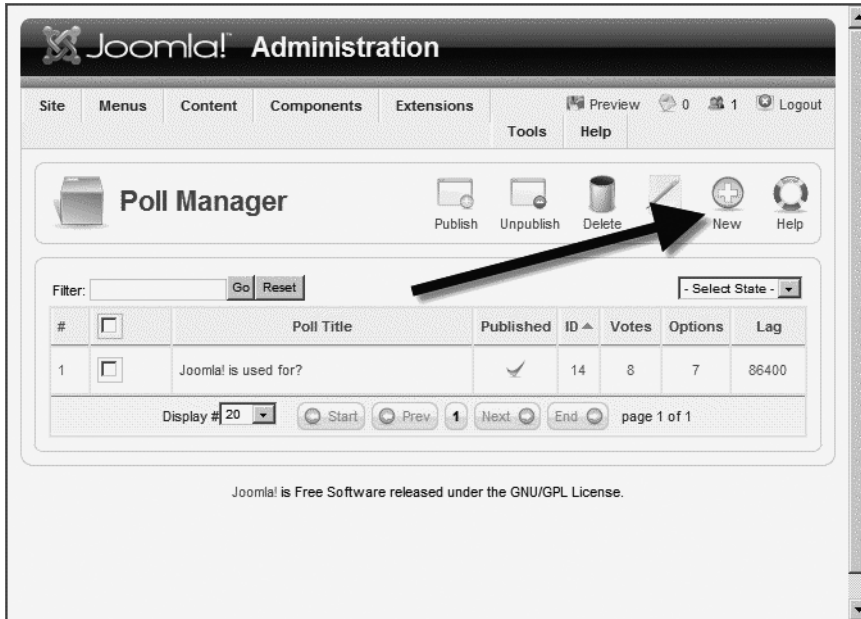 Joomla!™ Administration
Site Menus Content Components Extensions Preview 0 1 Logout
Tools Help
Poll Manager
Publish Unpublish Delete New Help
Filter: Go Reset - Select State -
# Poll Title Published ID Votes Options Lag
1 Joomla! is used for? 14 8 7 86400
Display # 20 Start Prev 1 Next End page 1 of 1
Joomla! is Free Software released under the GNU/GPL License.